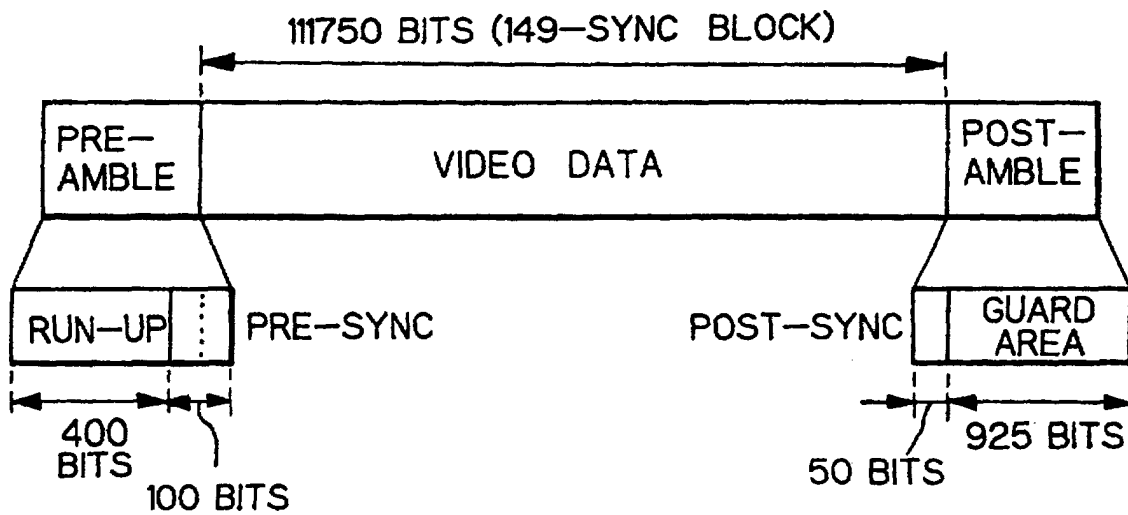 111750 BITS (149-SYNC BLOCK)
PRE-
AMBLE
VIDEO DATA
POST-
AMBLE
RUN-UP
PRE-SYNC
POST-SYNC
GUARD
AREA
400
BITS
100 BITS
50 BITS
925 BITS